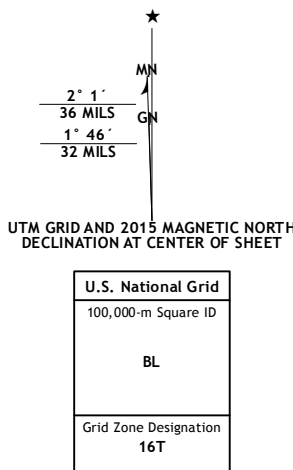 ★
MN
2° 1´
36 MILS
GN
1° 46´
32 MILS
UTM GRID AND 2015 MAGNETIC NORTH
DECLINATION AT CENTER OF SHEET
U.S. National Grid
100,000-m Square ID
BL
Grid Zone Designation
16T